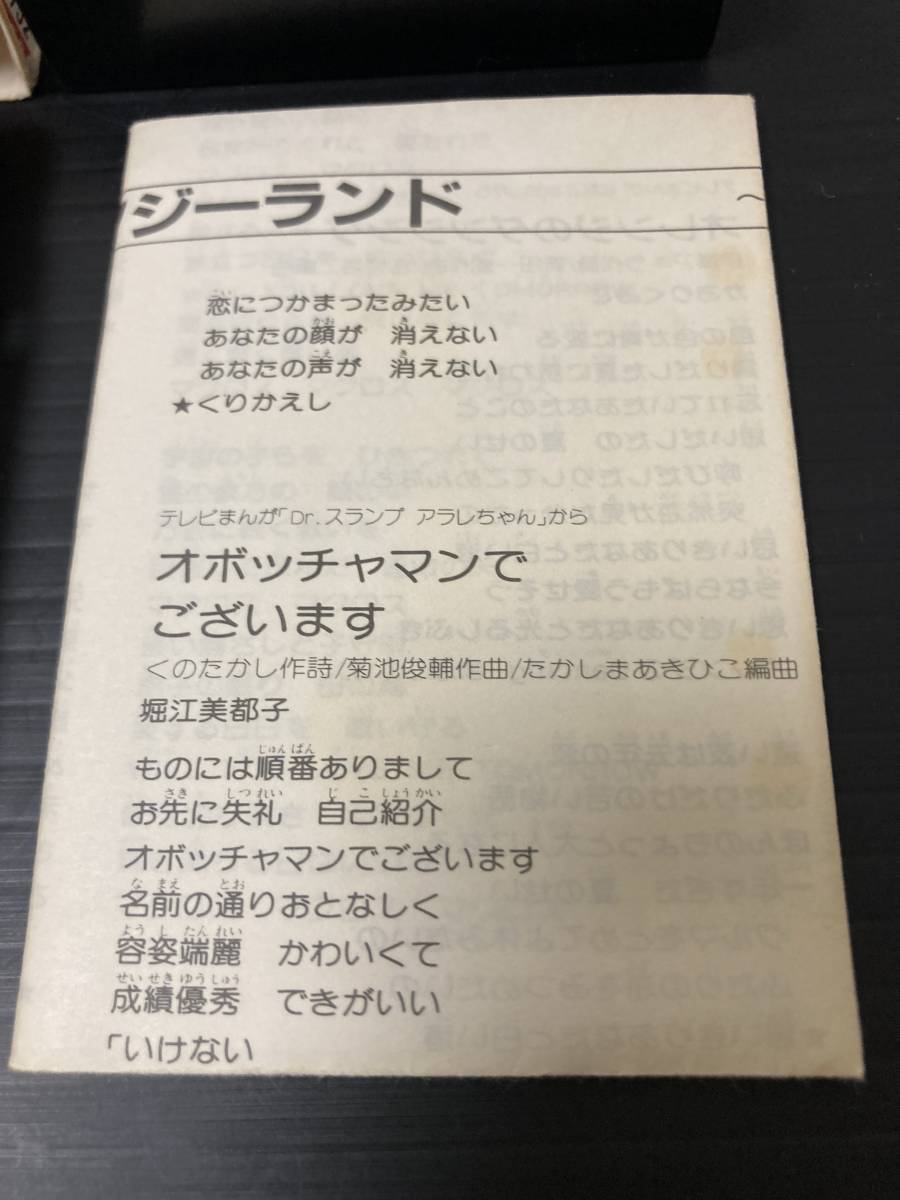 ジーランド
恋につかまったみたい
あなたの顔が　消えない
あなたの声が　消えない
★くりかえし
テレビまんが「Dr.スランプ アラレちゃん」から
オボッチャマンで
ございます
くのたかし作詩/菊池俊輔作曲/たかしまあきひこ編曲
堀江美都子
ものには順番ありまして
お先に失礼　自己紹介
オボッチャマンでございます
名前の通りおとなしく
容姿端麗　かわいくて
成績優秀　できがいい
「いけない